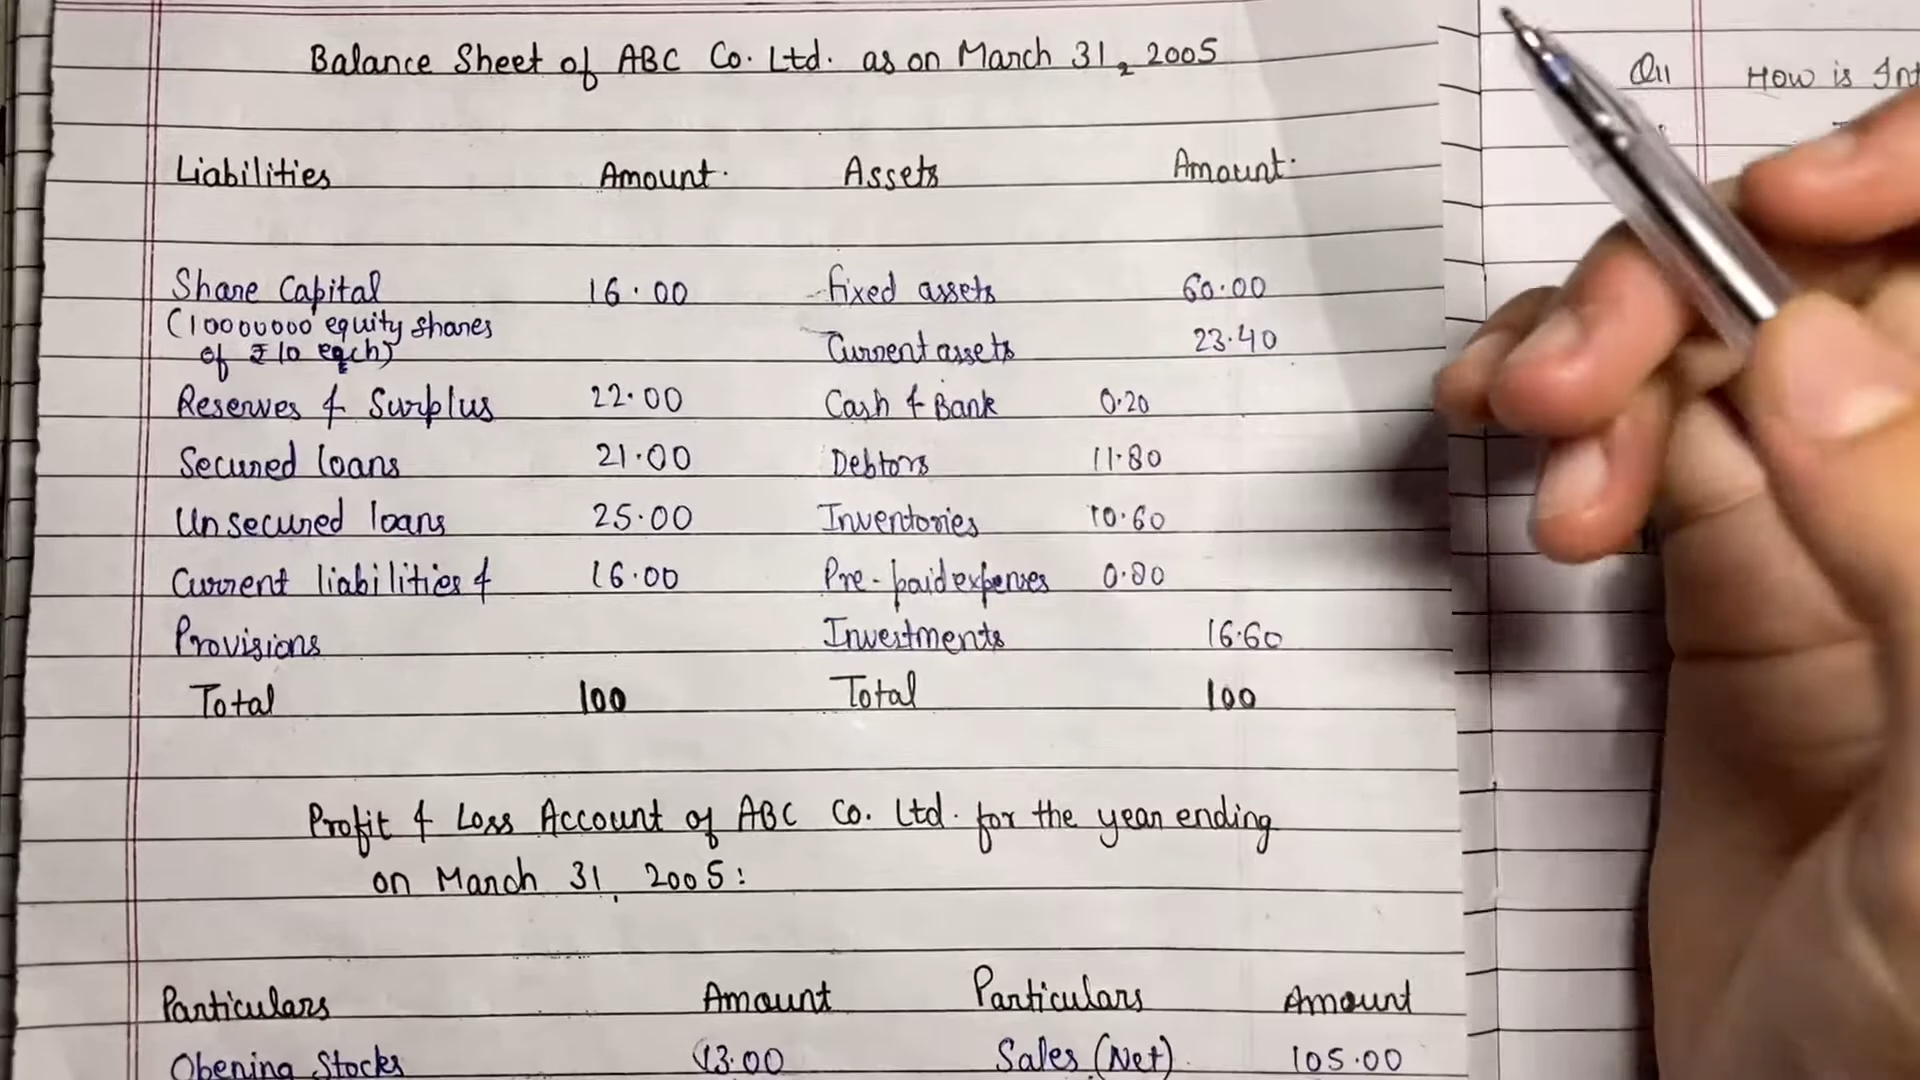 Balance Sheet of ABC Co. Ltd. as on March 31, 2005
Liabilities Amount. Assets Amount.
Share Capital 16.00 Fixed assets 60.00
(10000000 equity shares
of ₹10 each) Current assets 23.40
Reserves & Surplus 22.00 Cash & Bank 0.20
Secured loans 21.00 Debtors 11.80
Unsecured loans 25.00 Inventories 10.60
Current liabilities & 16.00 Pre-paid expenses 0.80
Provisions Investments 16.60
Total 100 Total 100
Profit & Loss Account of ABC Co. Ltd. for the year ending
on March 31, 2005:
Particulars Amount Particulars Amount
Opening Stocks 13.00 Sales (Net) 105.00
Q11 How is